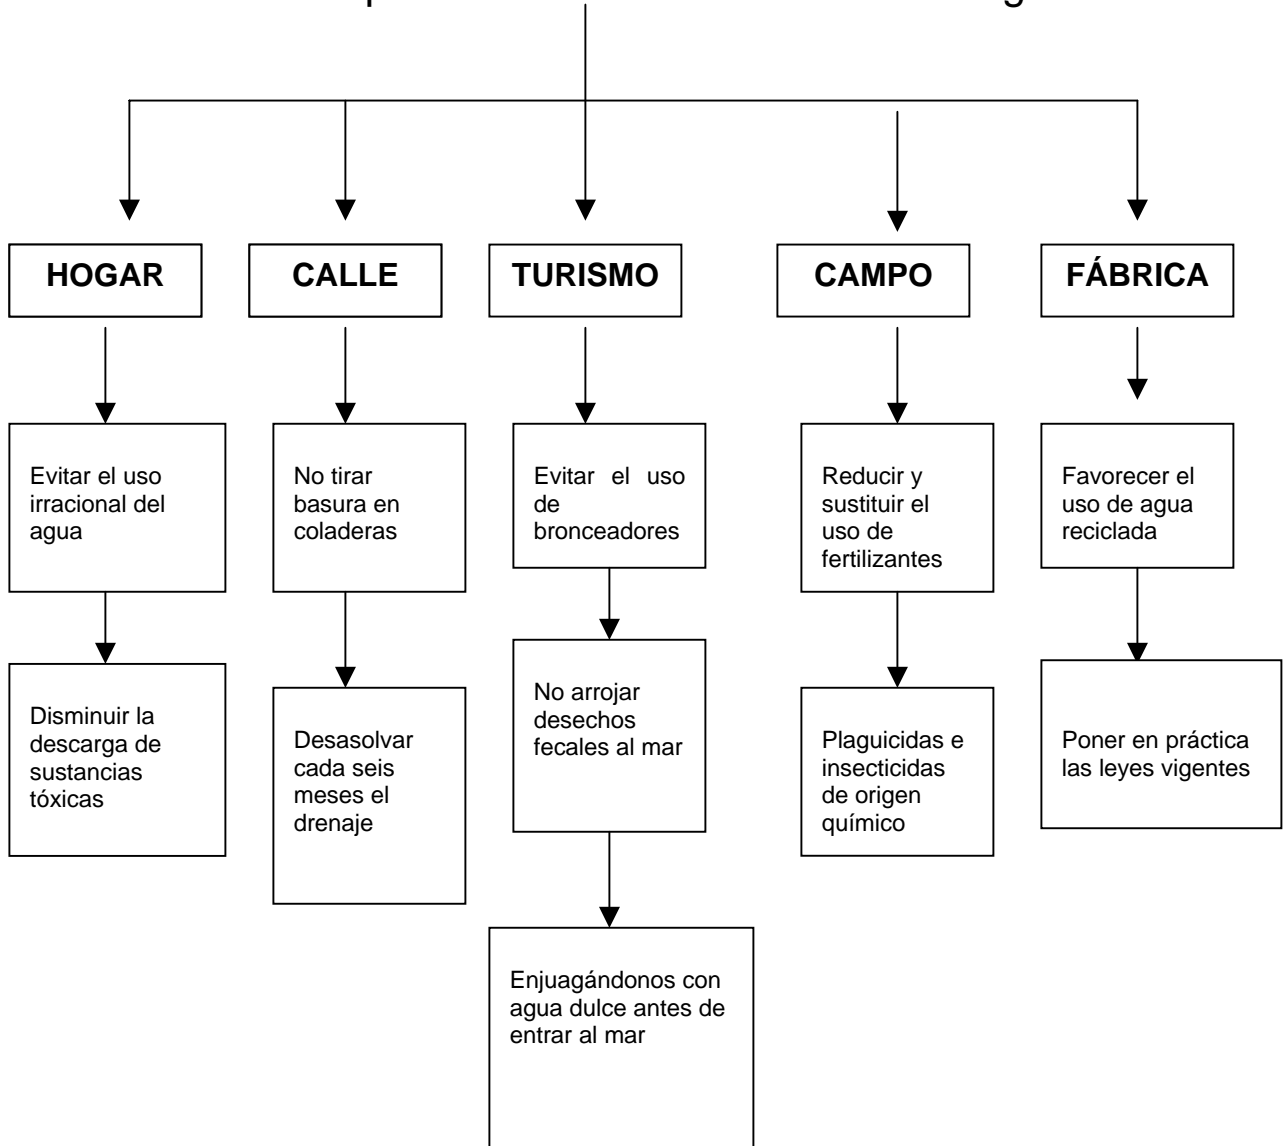 HOGAR
CALLE
TURISMO
CAMPO
FÁBRICA
Evitar el uso
irracional del
agua
No tirar
basura en
coladeras
Evitar el uso
de
bronceadores
Reducir y
sustituir el
uso de
fertilizantes
Favorecer el
uso de agua
reciclada
Disminuir la
descarga de
sustancias
tóxicas
Desasolvar
cada seis
meses el
drenaje
No arrojar
desechos
fecales al mar
Plaguicidas e
insecticidas
de origen
químico
Poner en práctica
las leyes vigentes
Enjuagándonos con
agua dulce antes de
entrar al mar